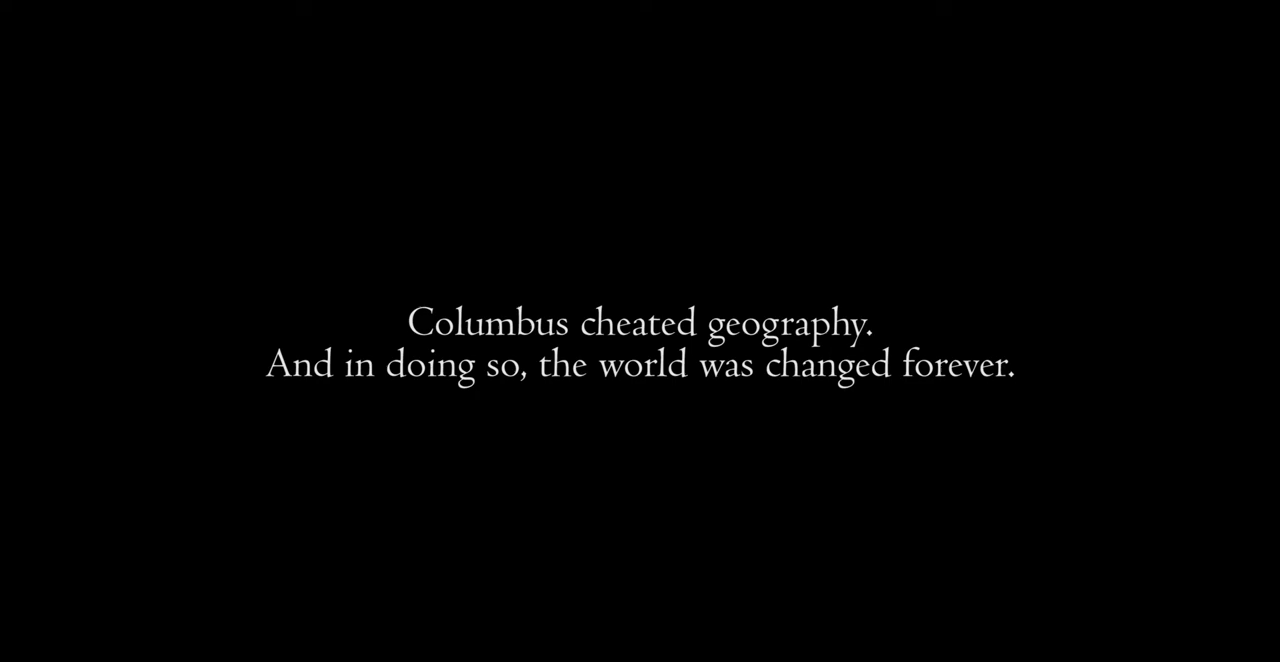 Columbus cheated geography.
And in doing so, the world was changed forever.